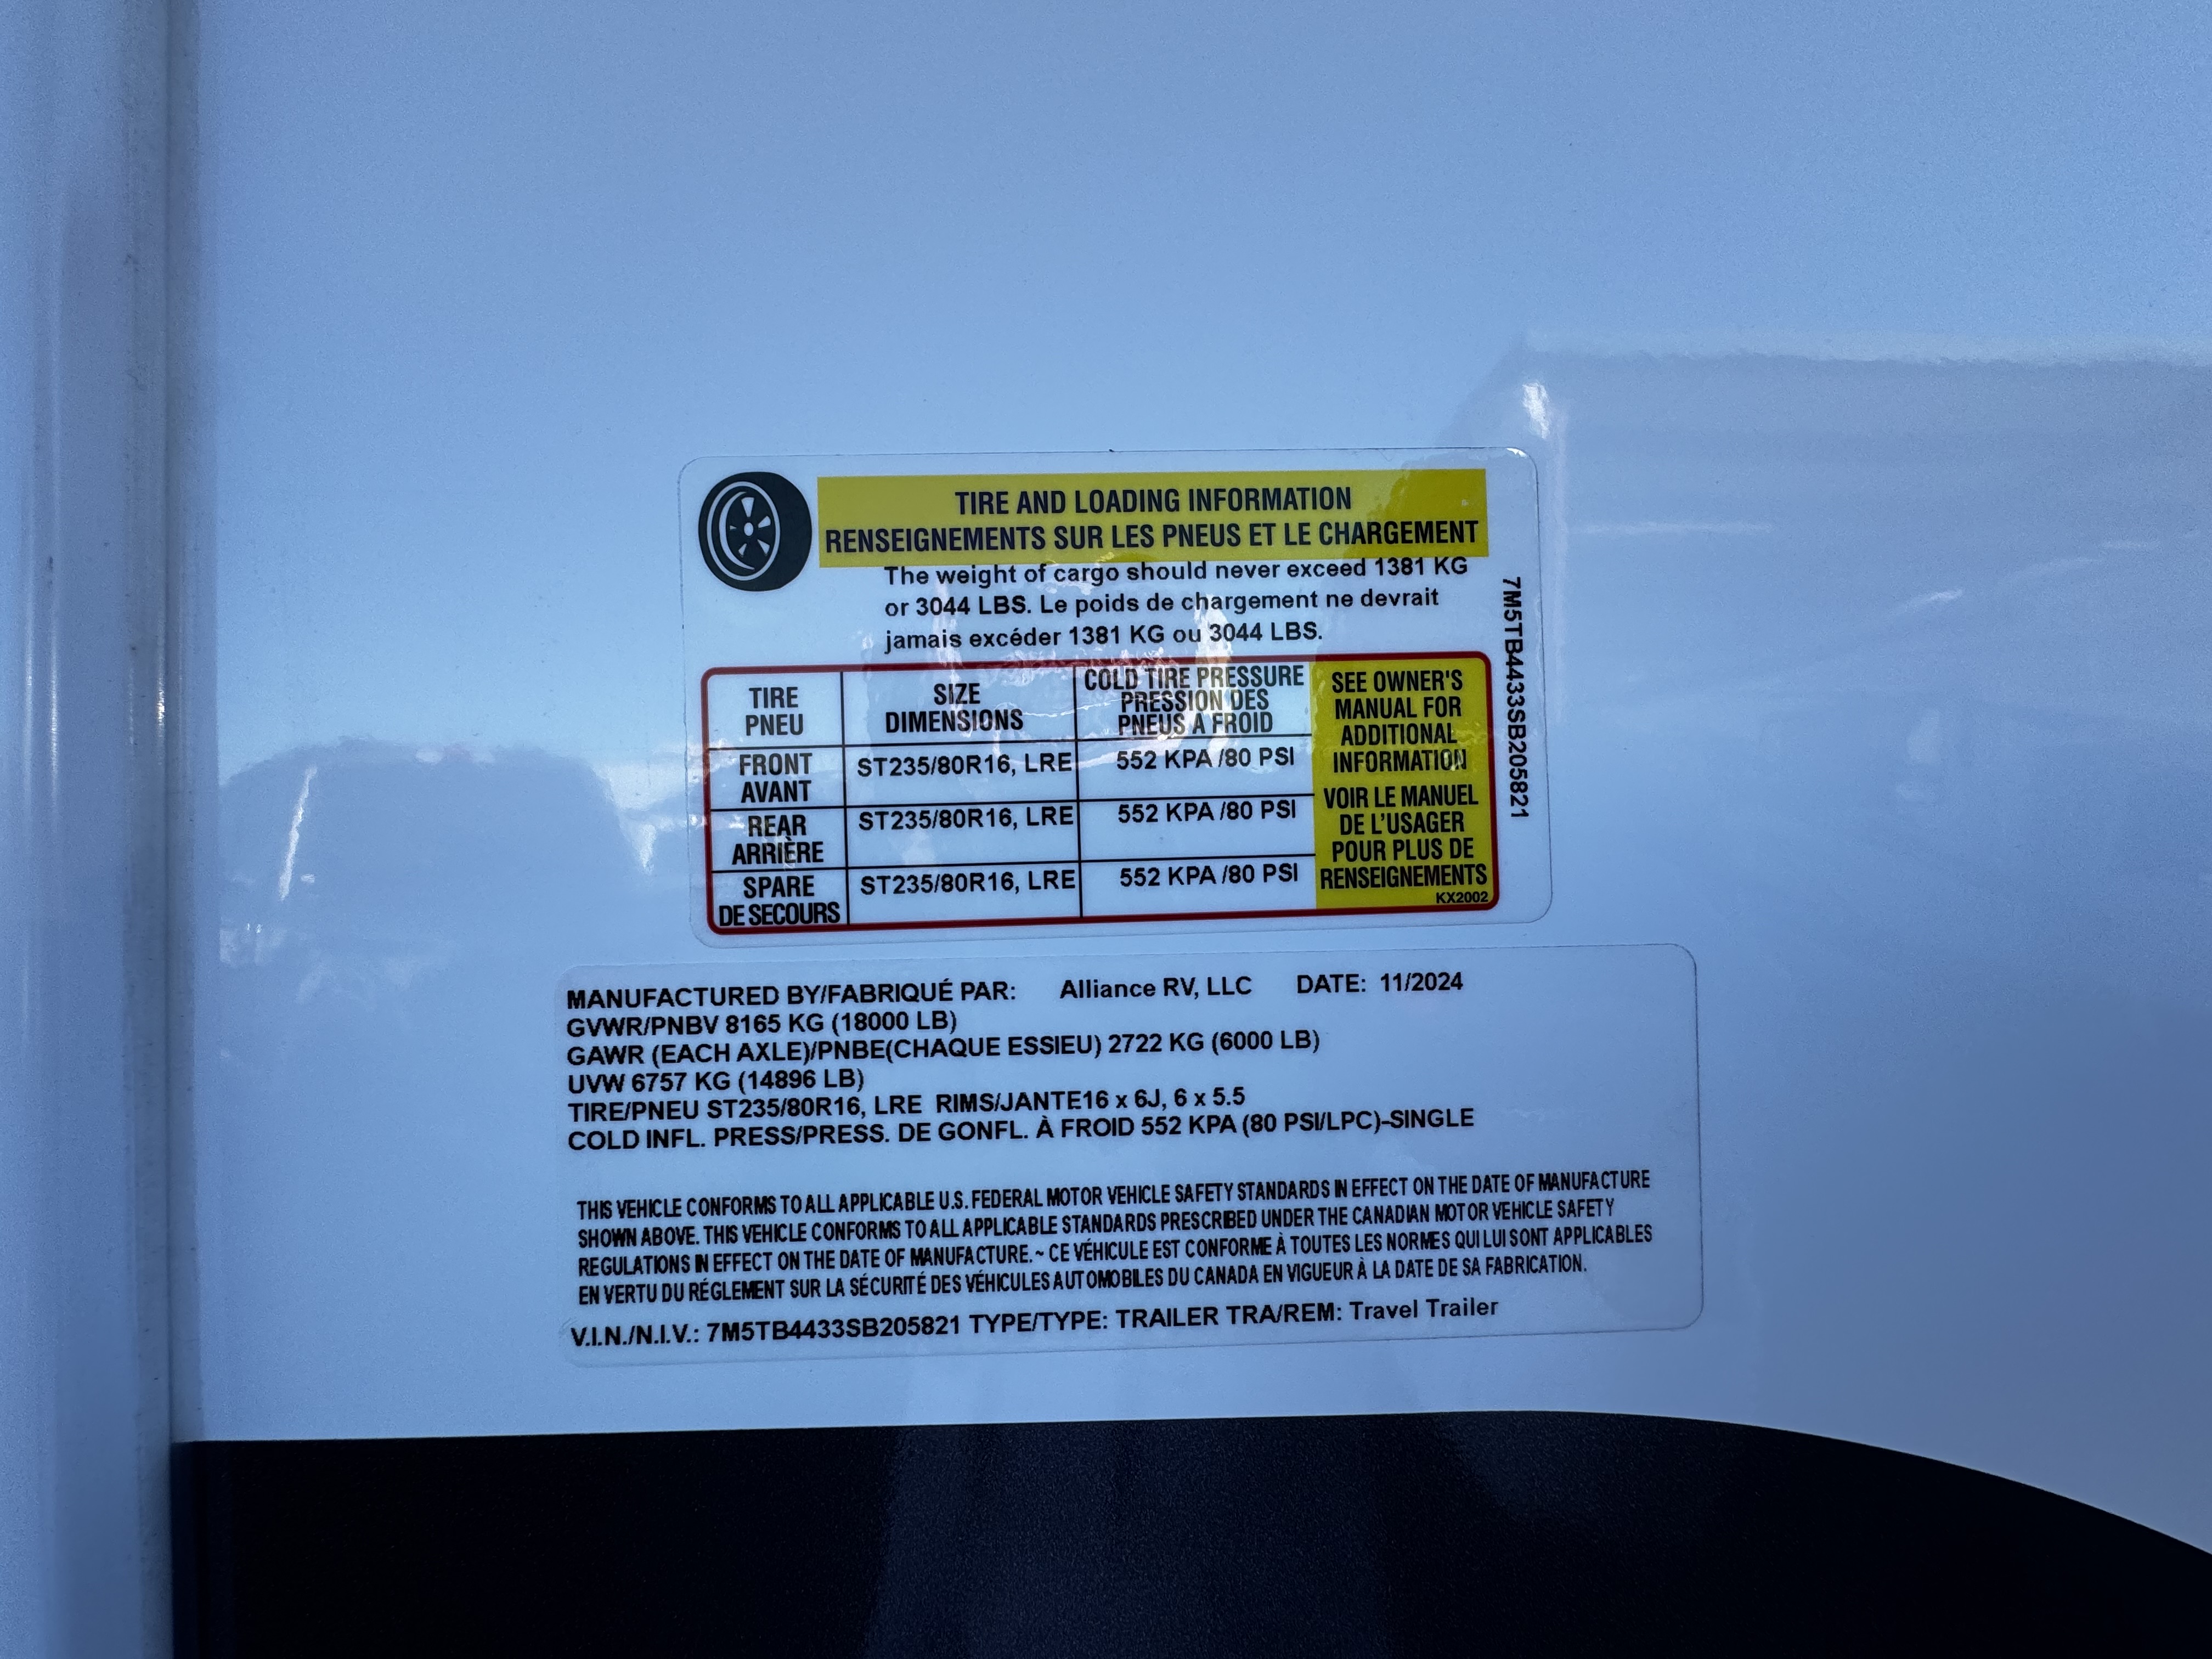 TIRE AND LOADING INFORMATION
RENSEIGNEMENTS SUR LES PNEUS ET LE CHARGEMENT
The weight of cargo should never exceed 1381 KG
or 3044 LBS. Le poids de chargement ne devrait
jamais excéder 1381 KG ou 3044 LBS.
TIRE
PNEU
SIZE
DIMENSIONS
COLD TIRE PRESSURE
PRESSION DES
PNEUS A FROID
FRONT
AVANT
ST235/80R16, LRE
552 KPA /80 PSI
REAR
ARRIÈRE
ST235/80R16, LRE
552 KPA /80 PSI
SPARE
DE SECOURS
ST235/80R16, LRE
552 KPA /80 PSI
SEE OWNER'S
MANUAL FOR
ADDITIONAL
INFORMATION
VOIR LE MANUEL
DE L'USAGER
POUR PLUS DE
RENSEIGNEMENTS
KX2002
7M5TB4433SB205821
MANUFACTURED BY/FABRIQUÉ PAR: Alliance RV, LLC DATE: 11/2024
GVWR/PNBV 8165 KG (18000 LB)
GAWR (EACH AXLE)/PNBE(CHAQUE ESSIEU) 2722 KG (6000 LB)
UVW 6757 KG (14896 LB)
TIRE/PNEU ST235/80R16, LRE RIMS/JANTE16 x 6J, 6 x 5.5
COLD INFL. PRESS/PRESS. DE GONFL. À FROID 552 KPA (80 PSI/LPC)-SINGLE
THIS VEHICLE CONFORMS TO ALL APPLICABLE U.S. FEDERAL MOTOR VEHICLE SAFETY STANDARDS IN EFFECT ON THE DATE OF MANUFACTURE
SHOWN ABOVE. THIS VEHICLE CONFORMS TO ALL APPLICABLE STANDARDS PRESCRIBED UNDER THE CANADIAN MOTOR VEHICLE SAFETY
REGULATIONS IN EFFECT ON THE DATE OF MANUFACTURE. ~ CE VÉHICULE EST CONFORME À TOUTES LES NORMES QUI LUI SONT APPLICABLES
EN VERTU DU RÉGLEMENT SUR LA SÉCURITÉ DES VÉHICULES AUTOMOBILES DU CANADA EN VIGUEUR À LA DATE DE SA FABRICATION.
V.I.N./N.I.V.: 7M5TB4433SB205821 TYPE/TYPE: TRAILER TRA/REM: Travel Trailer